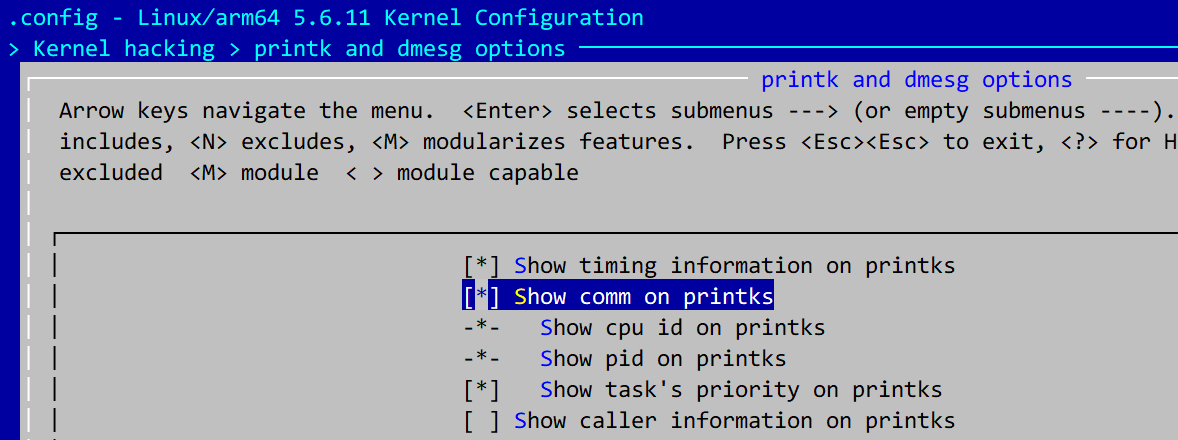 .config - Linux/arm64 5.6.11 Kernel Configuration
> Kernel hacking > printk and dmesg options
printk and dmesg options
Arrow keys navigate the menu.  <Enter> selects submenus ---> (or empty submenus ----).
includes, <N> excludes, <M> modularizes features.  Press <Esc><Esc> to exit, <?> for H
excluded  <M> module  < > module capable
[*] Show timing information on printks
[*] Show comm on printks
-*-   Show cpu id on printks
-*-   Show pid on printks
[*]   Show task's priority on printks
[ ] Show caller information on printks